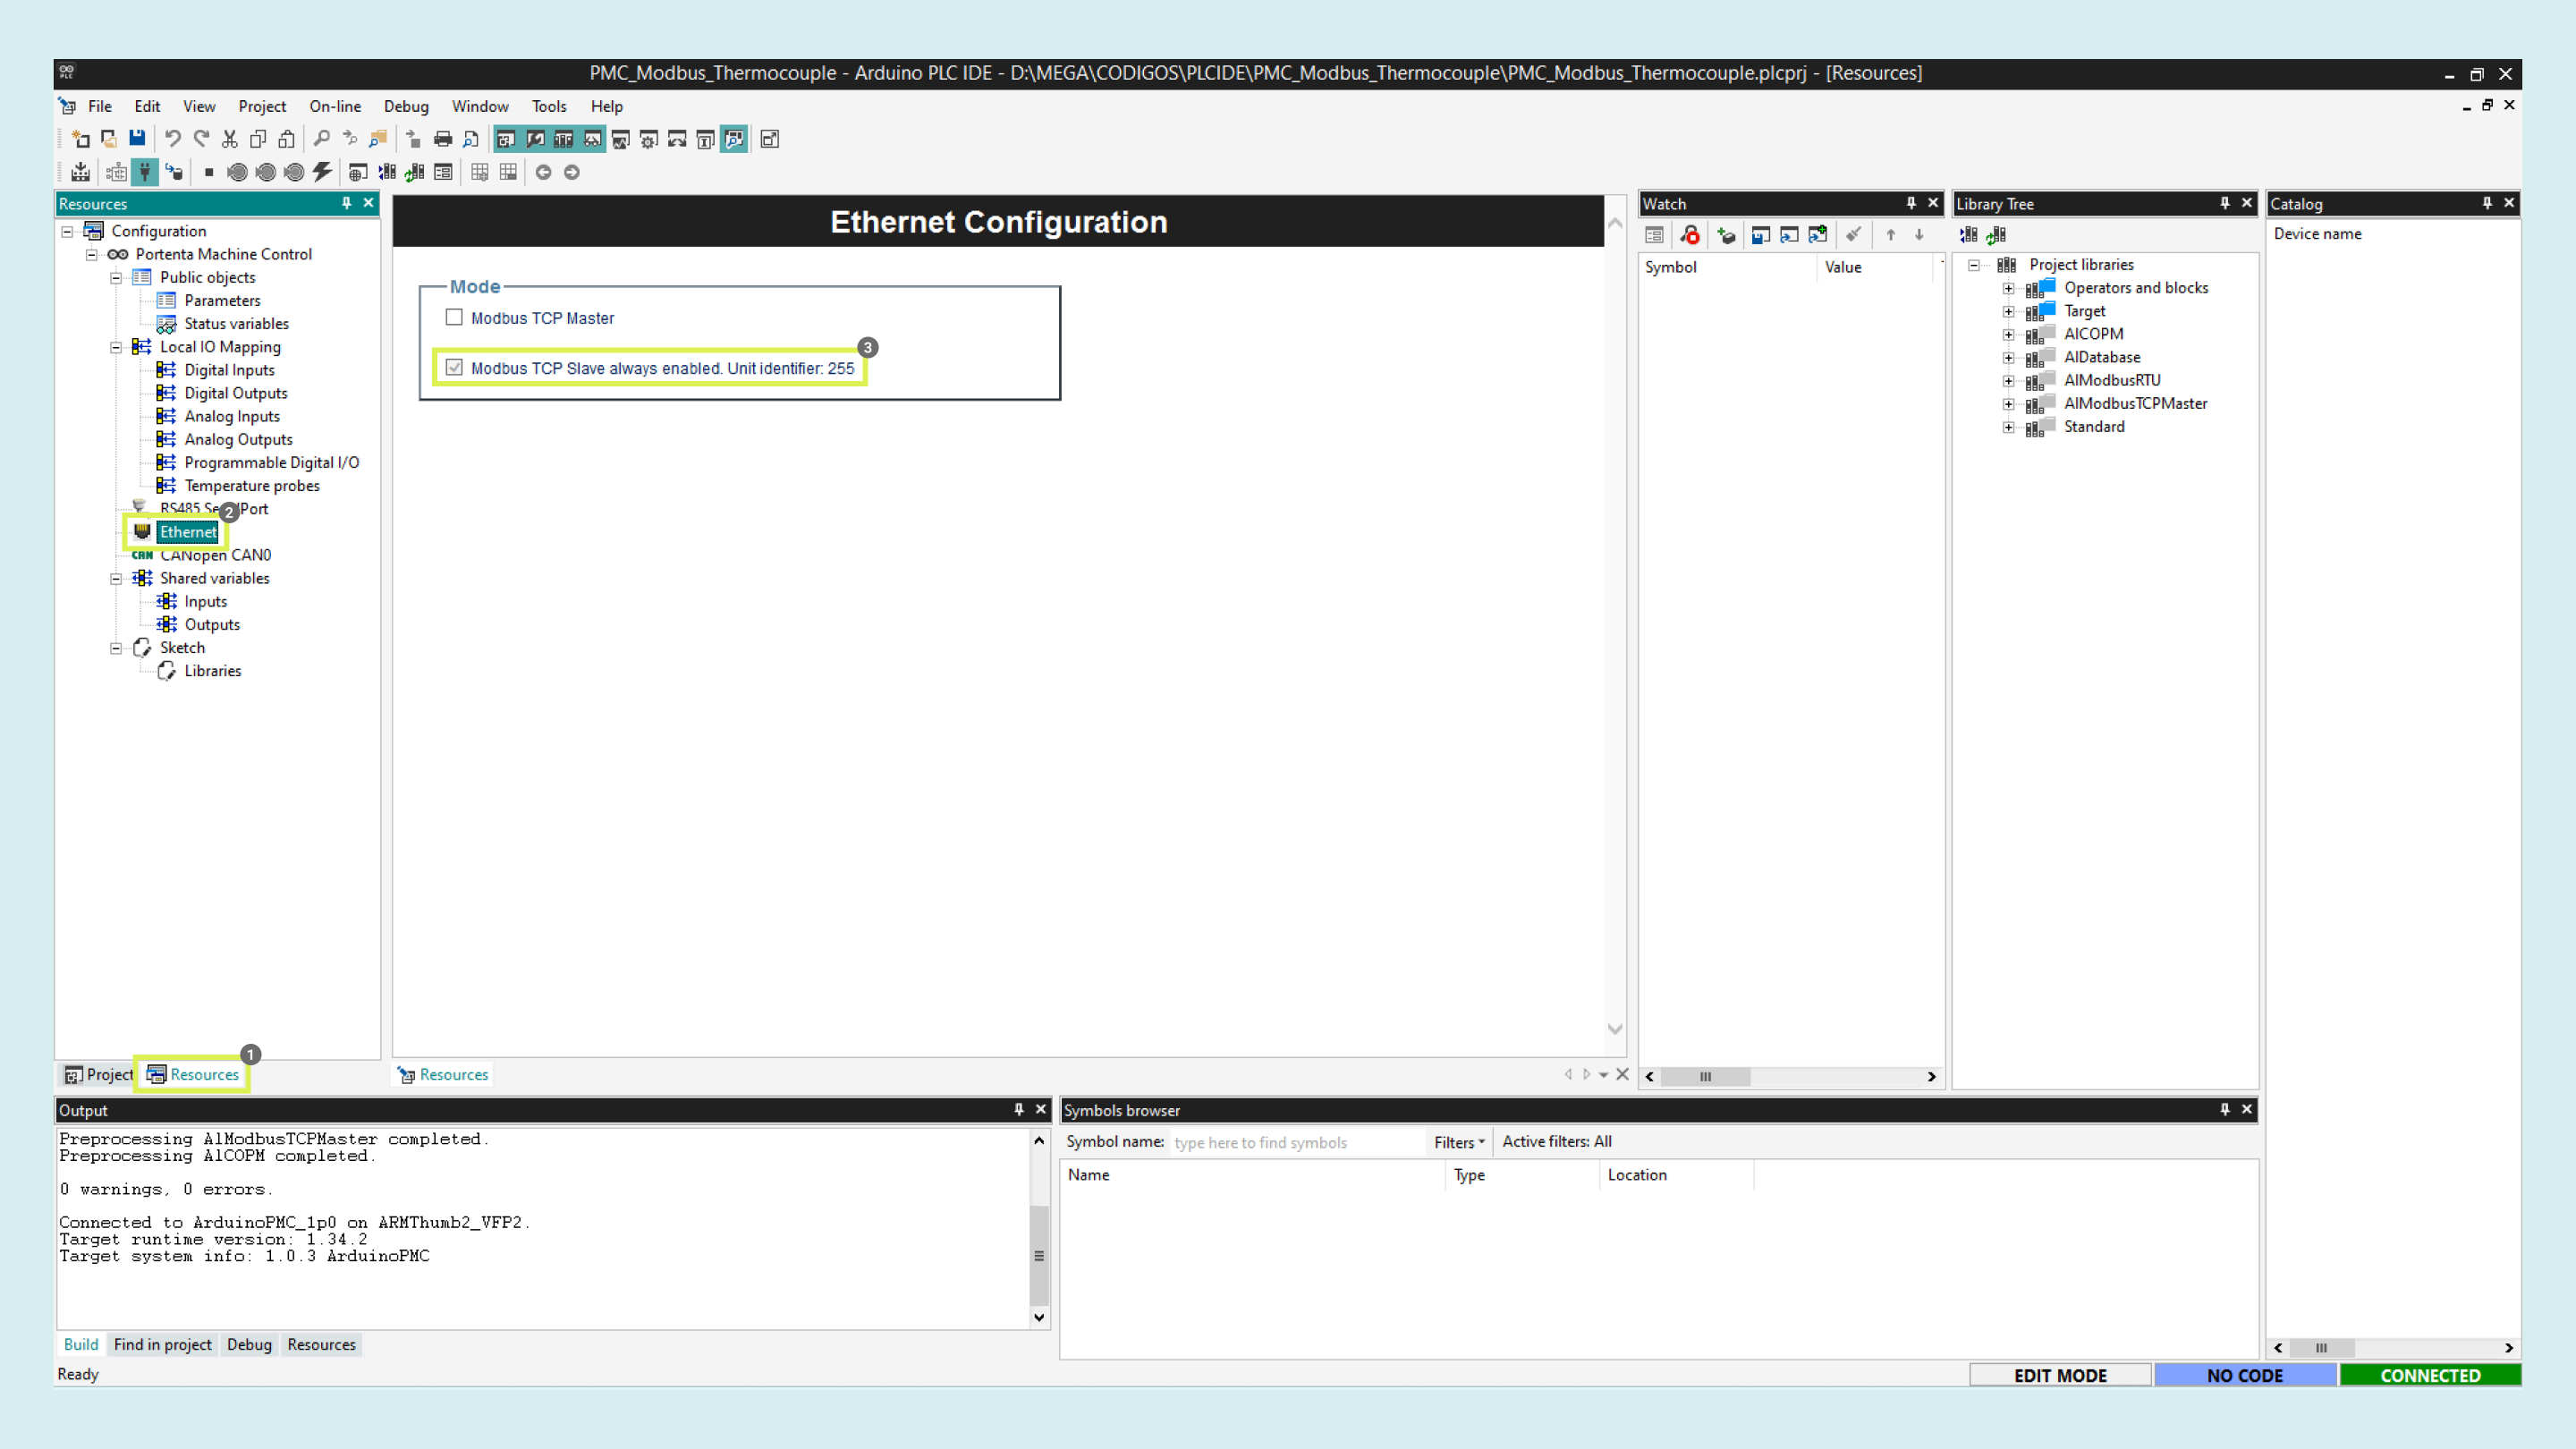 PMC_Modbus_Thermocouple - Arduino PLC IDE - D:\MEGA\CODIGOS\PLCIDE\PMC_Modbus_Thermocouple\PMC_Modbus_Thermocouple.plcprj - [Resources]
File Edit View Project On-line Debug Window Tools Help
Resources
Configuration
Portenta Machine Control
Public objects
Parameters
Status variables
Local IO Mapping
Digital Inputs
Digital Outputs
Analog Inputs
Analog Outputs
Programmable Digital I/O
Temperature probes
RS485 Port
2
Ethernet
CAN CANopen CAN0
Shared variables
Inputs
Outputs
Sketch
Libraries
1
Project Resources
Ethernet Configuration
Mode
Modbus TCP Master
3
Modbus TCP Slave always enabled. Unit identifier: 255
Resources
Watch
Symbol Value
Library Tree
Project libraries
Operators and blocks
Target
AlCOPM
AlDatabase
AlModbusRTU
AlModbusTCPMaster
Standard
Catalog
Device name
Output
Preprocessing AlModbusTCPMaster completed.
Preprocessing AlCOPM completed.
0 warnings, 0 errors.
Connected to ArduinoPMC_1p0 on ARMThumb2_VFP2.
Target runtime version: 1.34.2
Target system info: 1.0.3 ArduinoPMC
Build Find in project Debug Resources
Symbols browser
Symbol name: type here to find symbols Filters Active filters: All
Name Type Location
Ready
EDIT MODE NO CODE CONNECTED